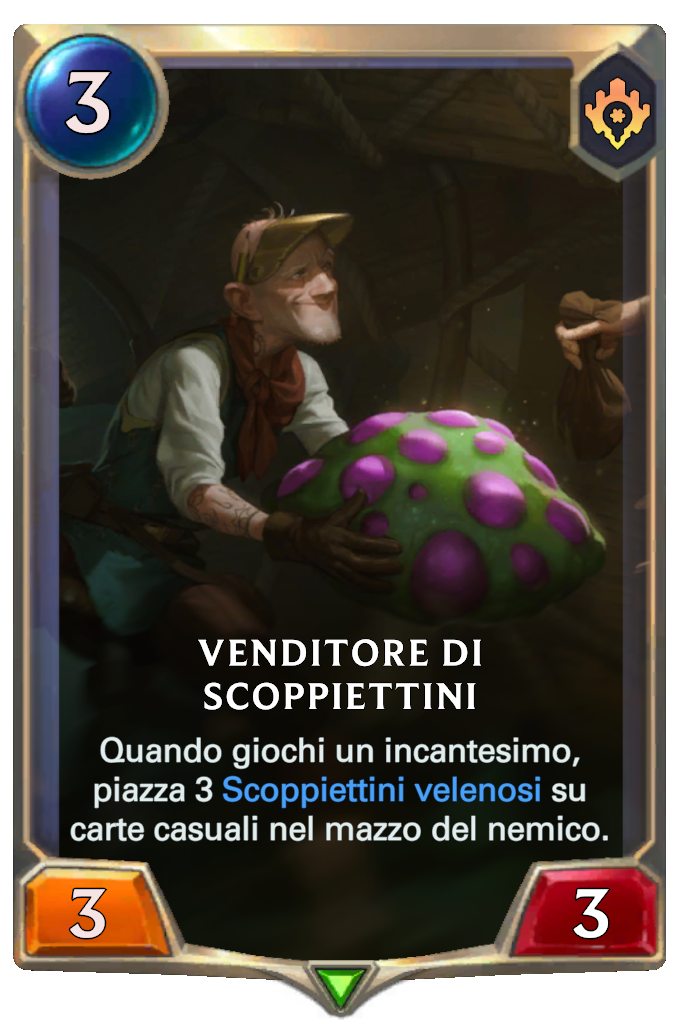 3
VENDITORE DI
SCOPPIETTINI
Quando giochi un incantesimo,
piazza 3 Scoppiettini velenosi su
carte casuali nel mazzo del nemico.
3 3